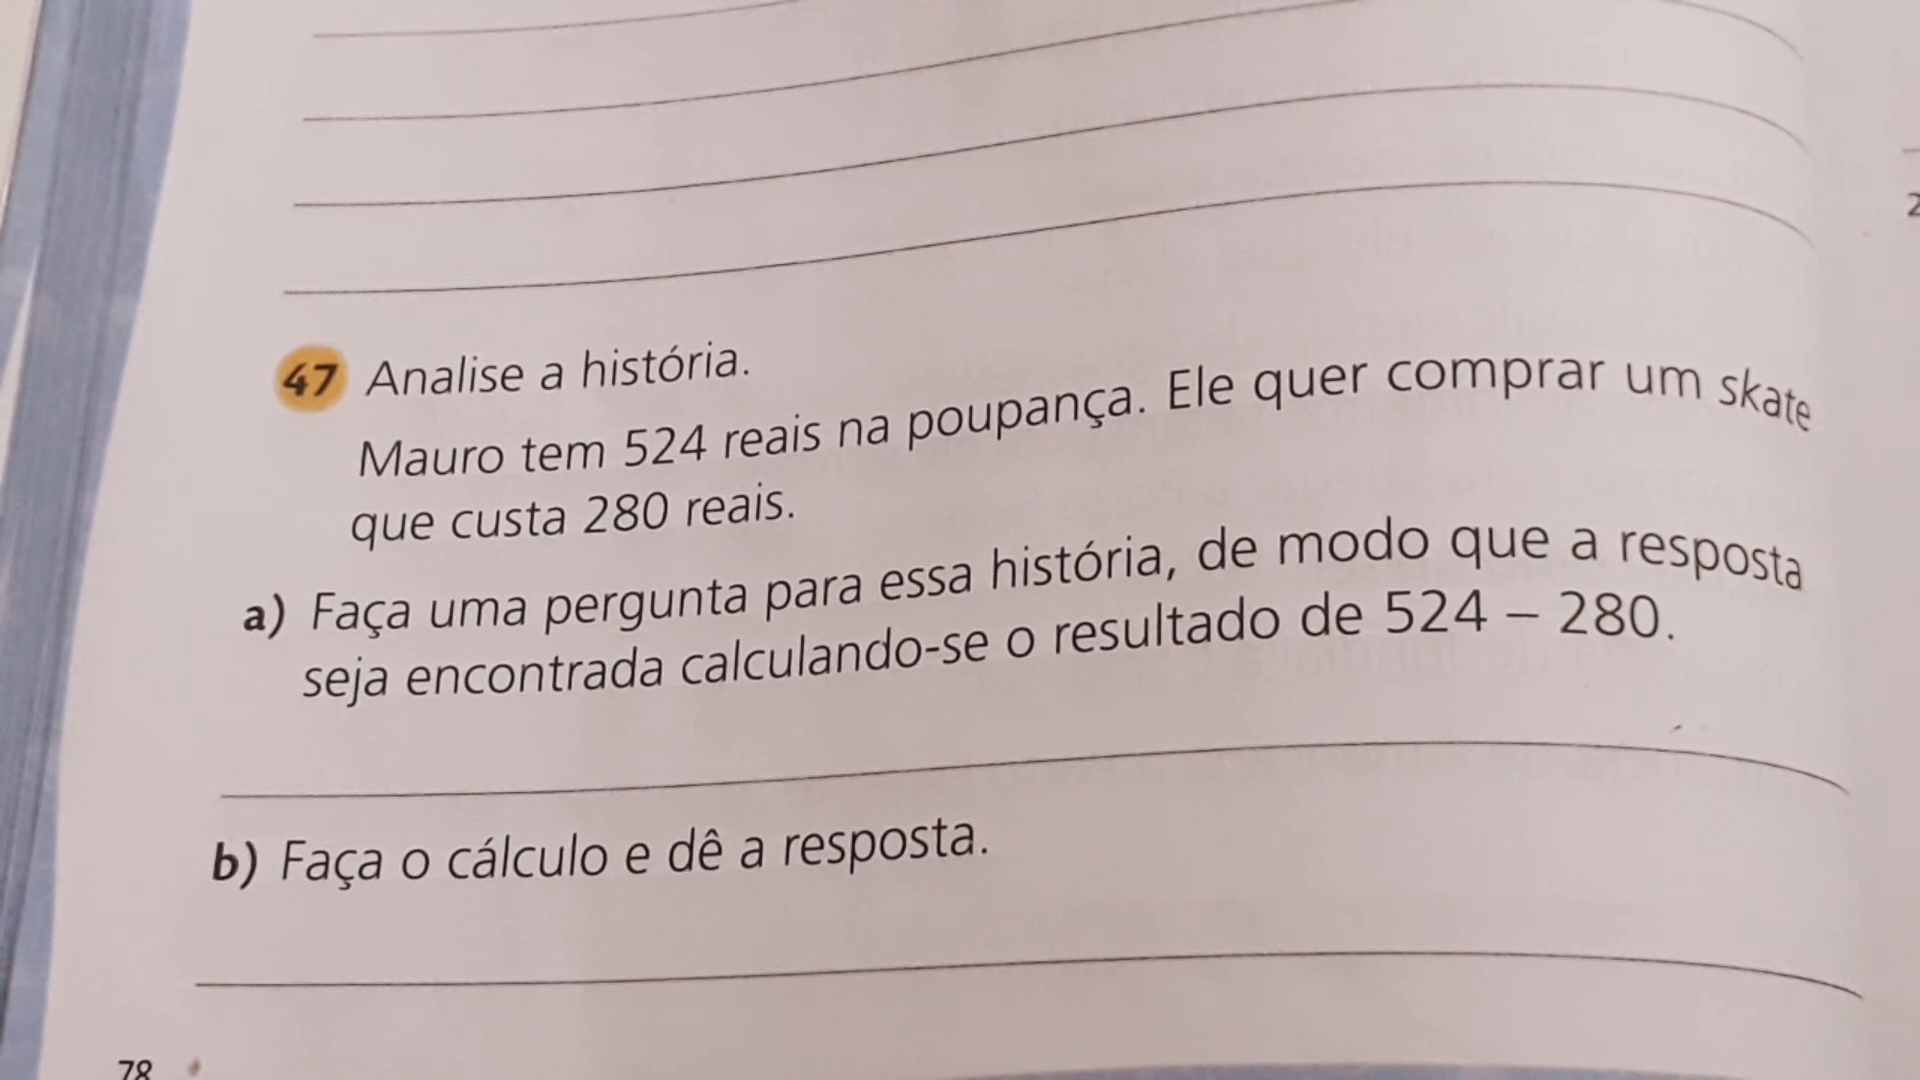 47 Analise a história.
Mauro tem 524 reais na poupança. Ele quer comprar um skate
que custa 280 reais.
a) Faça uma pergunta para essa história, de modo que a resposta
seja encontrada calculando-se o resultado de 524 – 280.
b) Faça o cálculo e dê a resposta.
78